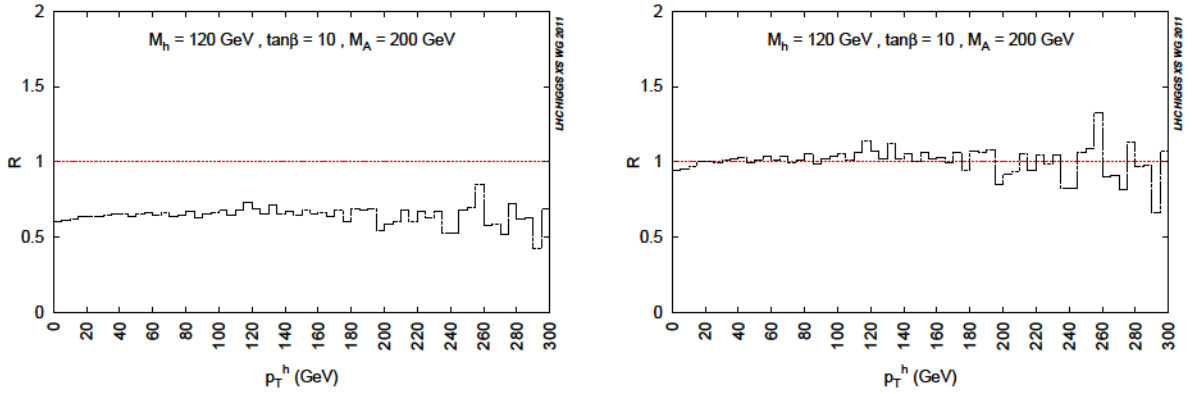 2
1.5
1
0.5
0
R
M_h = 120 GeV , tanβ = 10 , M_A = 200 GeV
LHC HIGGS XS WG 2011
0 20 40 60 80 100 120 140 160 180 200 220 240 260 280 300
p_T^h (GeV)
2
1.5
1
0.5
0
R
M_h = 120 GeV , tanβ = 10 , M_A = 200 GeV
LHC HIGGS XS WG 2011
0 20 40 60 80 100 120 140 160 180 200 220 240 260 280 300
p_T^h (GeV)